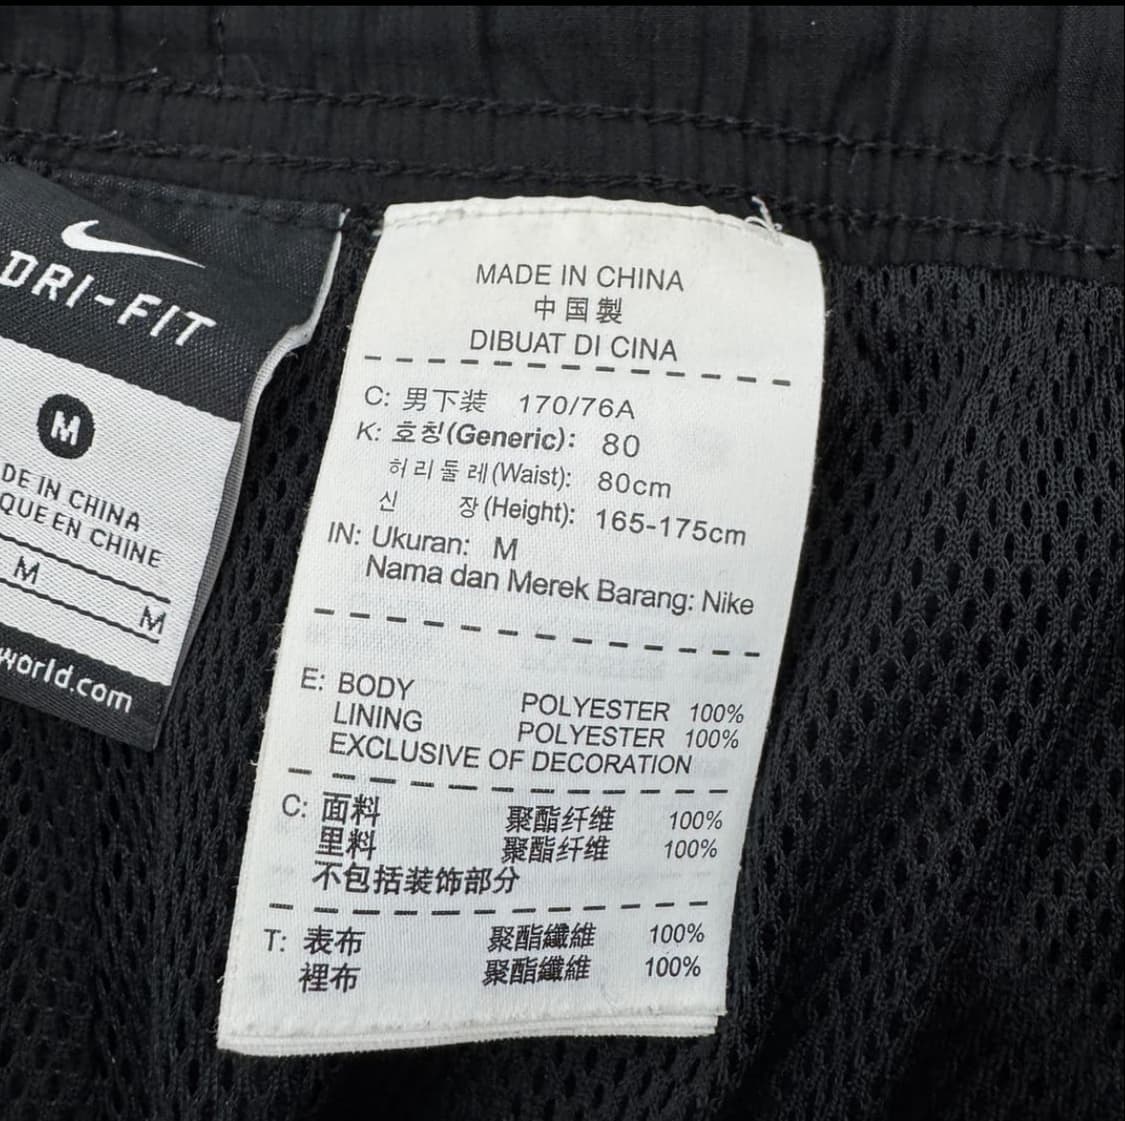 DRI-FIT
M
DE IN CHINA
QUE EN CHINE
M
M
world.com
MADE IN CHINA
中国製
DIBUAT DI CINA
C: 男下装 170/76A
K: 호칭(Generic): 80
허리둘레(Waist): 80cm
신 장(Height): 165-175cm
IN: Ukuran: M
Nama dan Merek Barang: Nike
E: BODY POLYESTER 100%
LINING POLYESTER 100%
EXCLUSIVE OF DECORATION
C: 面料 聚酯纤维 100%
里料 聚酯纤维 100%
不包括装饰部分
T: 表布 聚酯纖維 100%
裡布 聚酯纖維 100%